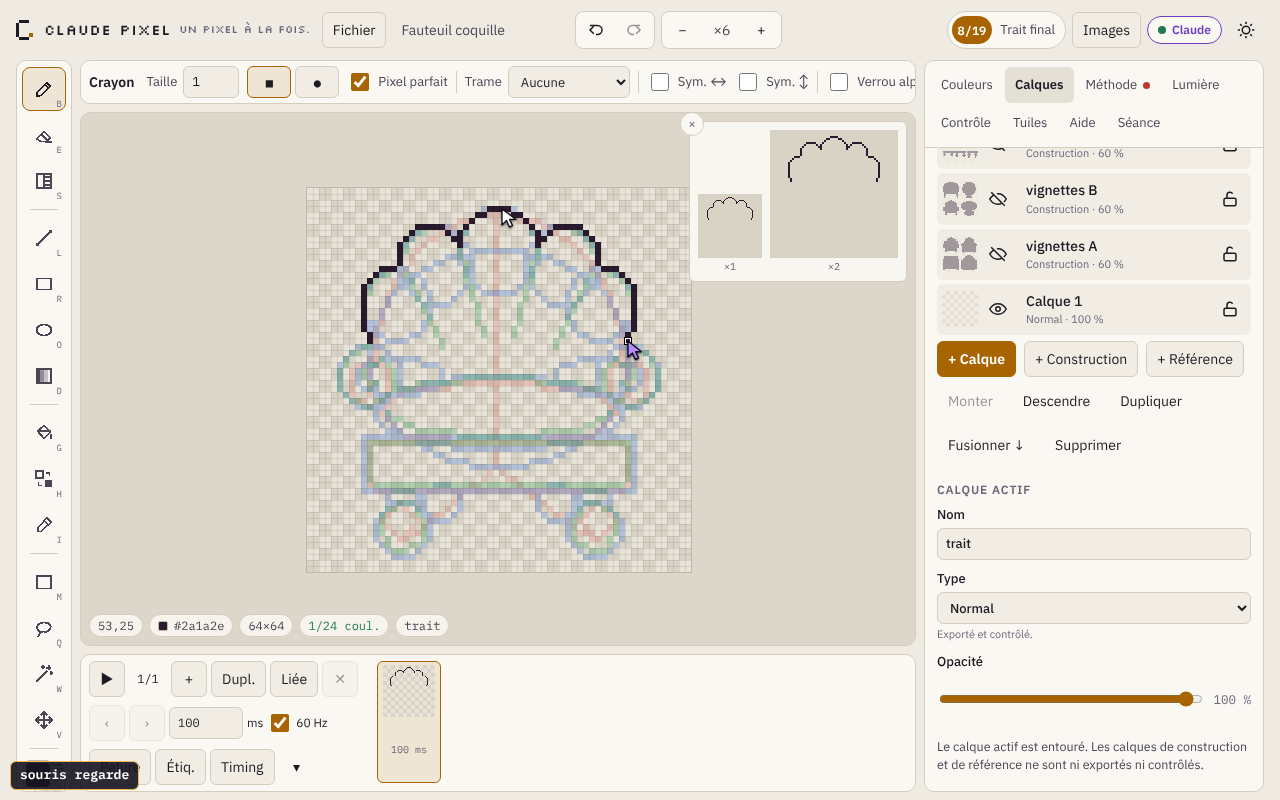 CLAUDE PIXEL UN PIXEL À LA FOIS. Fichier Fauteuil coquille − ×6 + 8/19 Trait final Images Claude
Crayon Taille 1 Pixel parfait Trame Aucune Sym. ↔ Sym. ↕ Verrou alp
B
E
S
L
R
O
D
G
H
I
M
Q
W
V
×1 ×2
53,25 #2a1a2e 64×64 1/24 coul. trait
1/1 + Dupl. Liée ×
‹ › 100 ms 60 Hz
Étiq. Timing ▼
100 ms
souris regarde
Couleurs Calques Méthode Lumière
Contrôle Tuiles Aide Séance
Construction · 60 %
vignettes B
Construction · 60 %
vignettes A
Construction · 60 %
Calque 1
Normal · 100 %
+ Calque + Construction + Référence
Monter Descendre Dupliquer
Fusionner ↓ Supprimer
CALQUE ACTIF
Nom
trait
Type
Normal
Exporté et contrôlé.
Opacité
100 %
Le calque actif est entouré. Les calques de construction
et de référence ne sont ni exportés ni contrôlés.